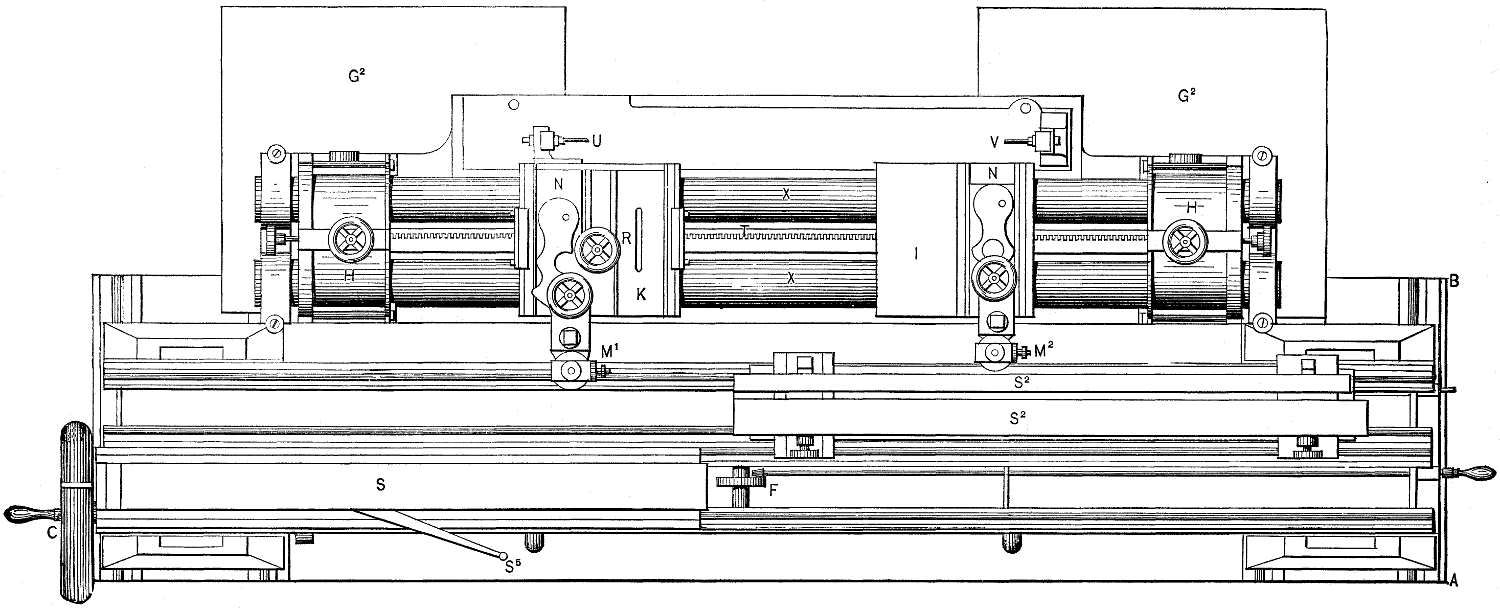 G²
G²
U
V
N
N
X
H
R
T
I
H
X
K
B
M¹
M²
S²
S²
S
F
C
S⁵
A